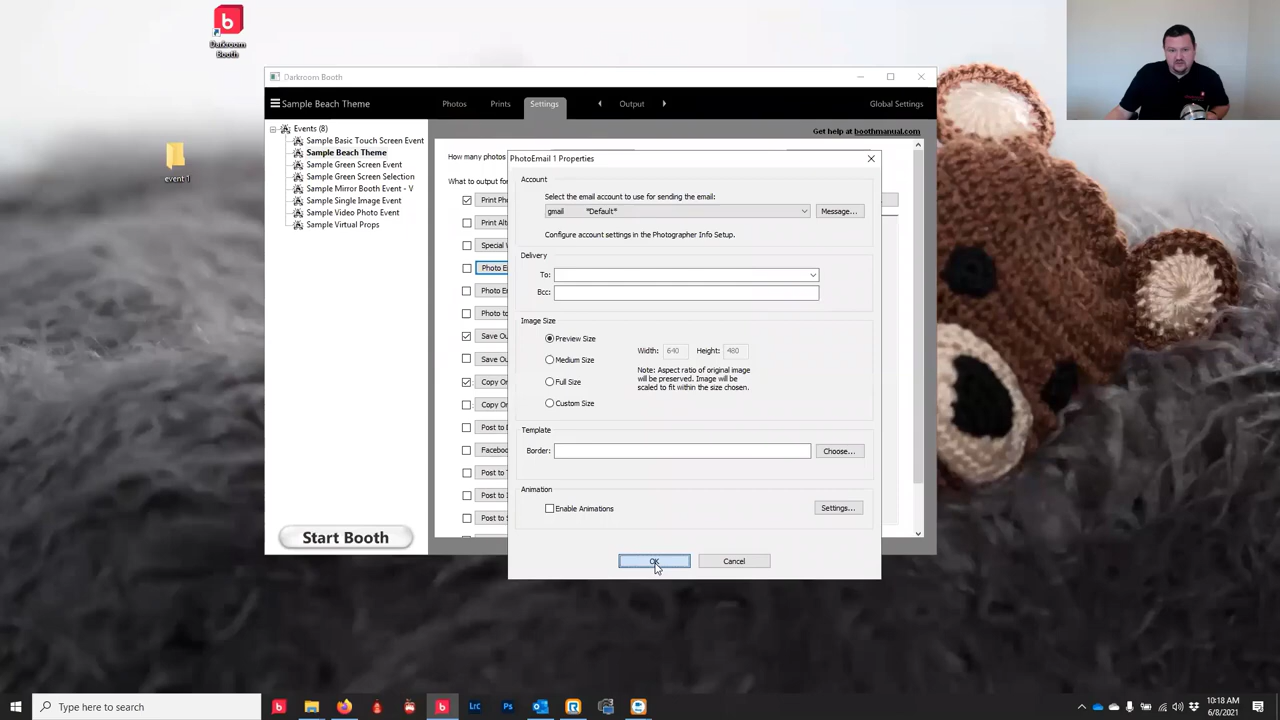 Darkroom
Booth
event 1
Darkroom Booth
Sample Beach Theme
Photos
Prints
Settings
Output
Global Settings
Get help at boothmanual.com
Events (8)
Sample Basic Touch Screen Event
Sample Beach Theme
Sample Green Screen Event
Sample Green Screen Selection
Sample Mirror Booth Event - V
Sample Single Image Event
Sample Video Photo Event
Sample Virtual Props
Start Booth
How many photos
What to output for
Print Pho
Print Alt
Special
Photo E
Photo E
Photo to
Save Ou
Save Ou
Copy Or
Copy Or
Post to
Facebook
Post to
Post to
Post to
PhotoEmail 1 Properties
Account
Select the email account to use for sending the email:
gmail "Default"
Message...
Configure account settings in the Photographer Info Setup.
Delivery
To:
Bcc:
Image Size
Preview Size
Medium Size
Full Size
Custom Size
Width: 640 Height: 480
Note: Aspect ratio of original image
will be preserved. Image will be
scaled to fit within the size chosen.
Template
Border:
Choose...
Animation
Enable Animations
Settings...
OK
Cancel
Type here to search
Lrc
Ps
10:18 AM
6/8/2021